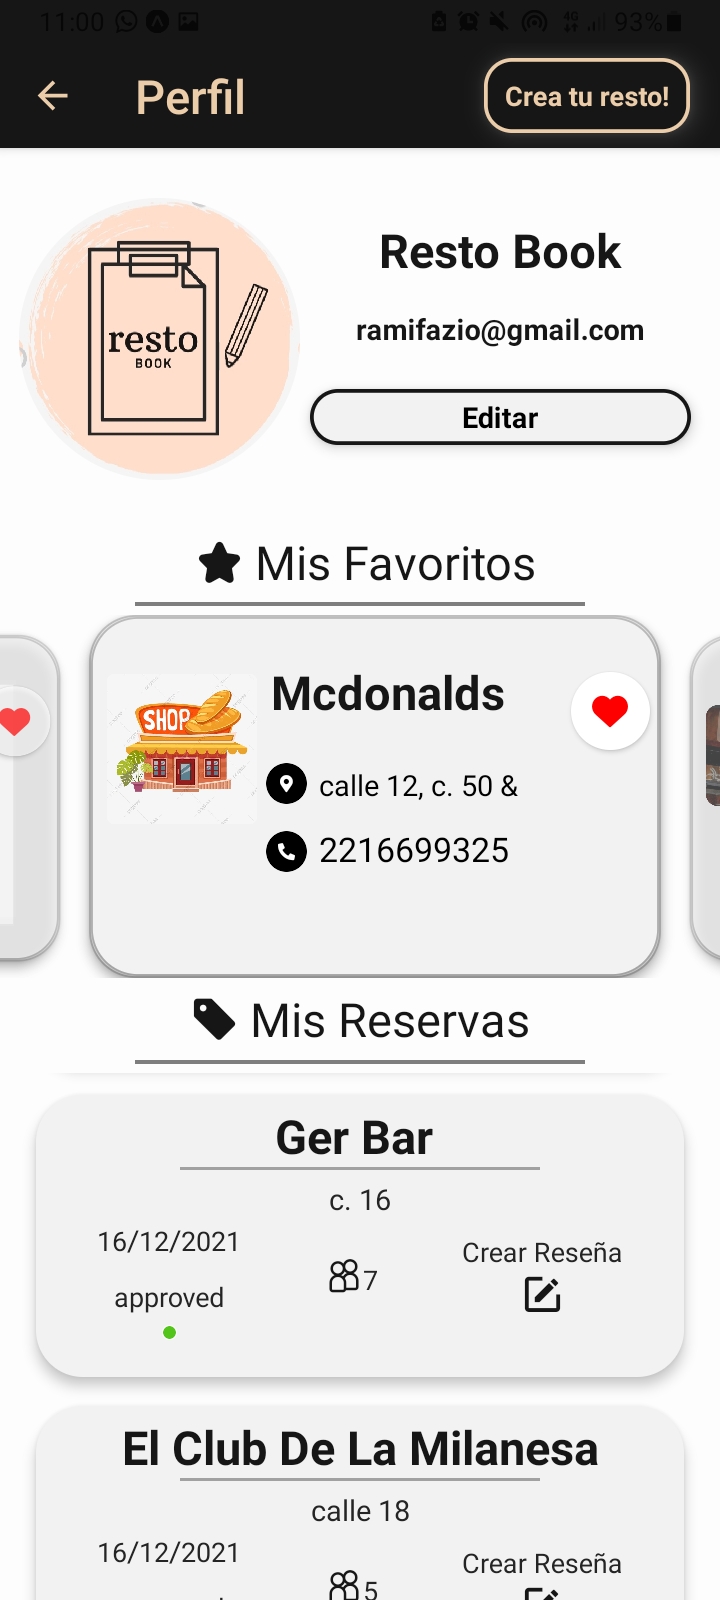 11:00 4G 93%
Perfil
Crea tu resto!
resto
BOOK
Resto Book
ramifazio@gmail.com
Editar
Mis Favoritos
SHOP
Mcdonalds
calle 12, c. 50 &
2216699325
Mis Reservas
Ger Bar
c. 16
16/12/2021
approved
7
Crear Reseña
El Club De La Milanesa
calle 18
16/12/2021
5
Crear Reseña